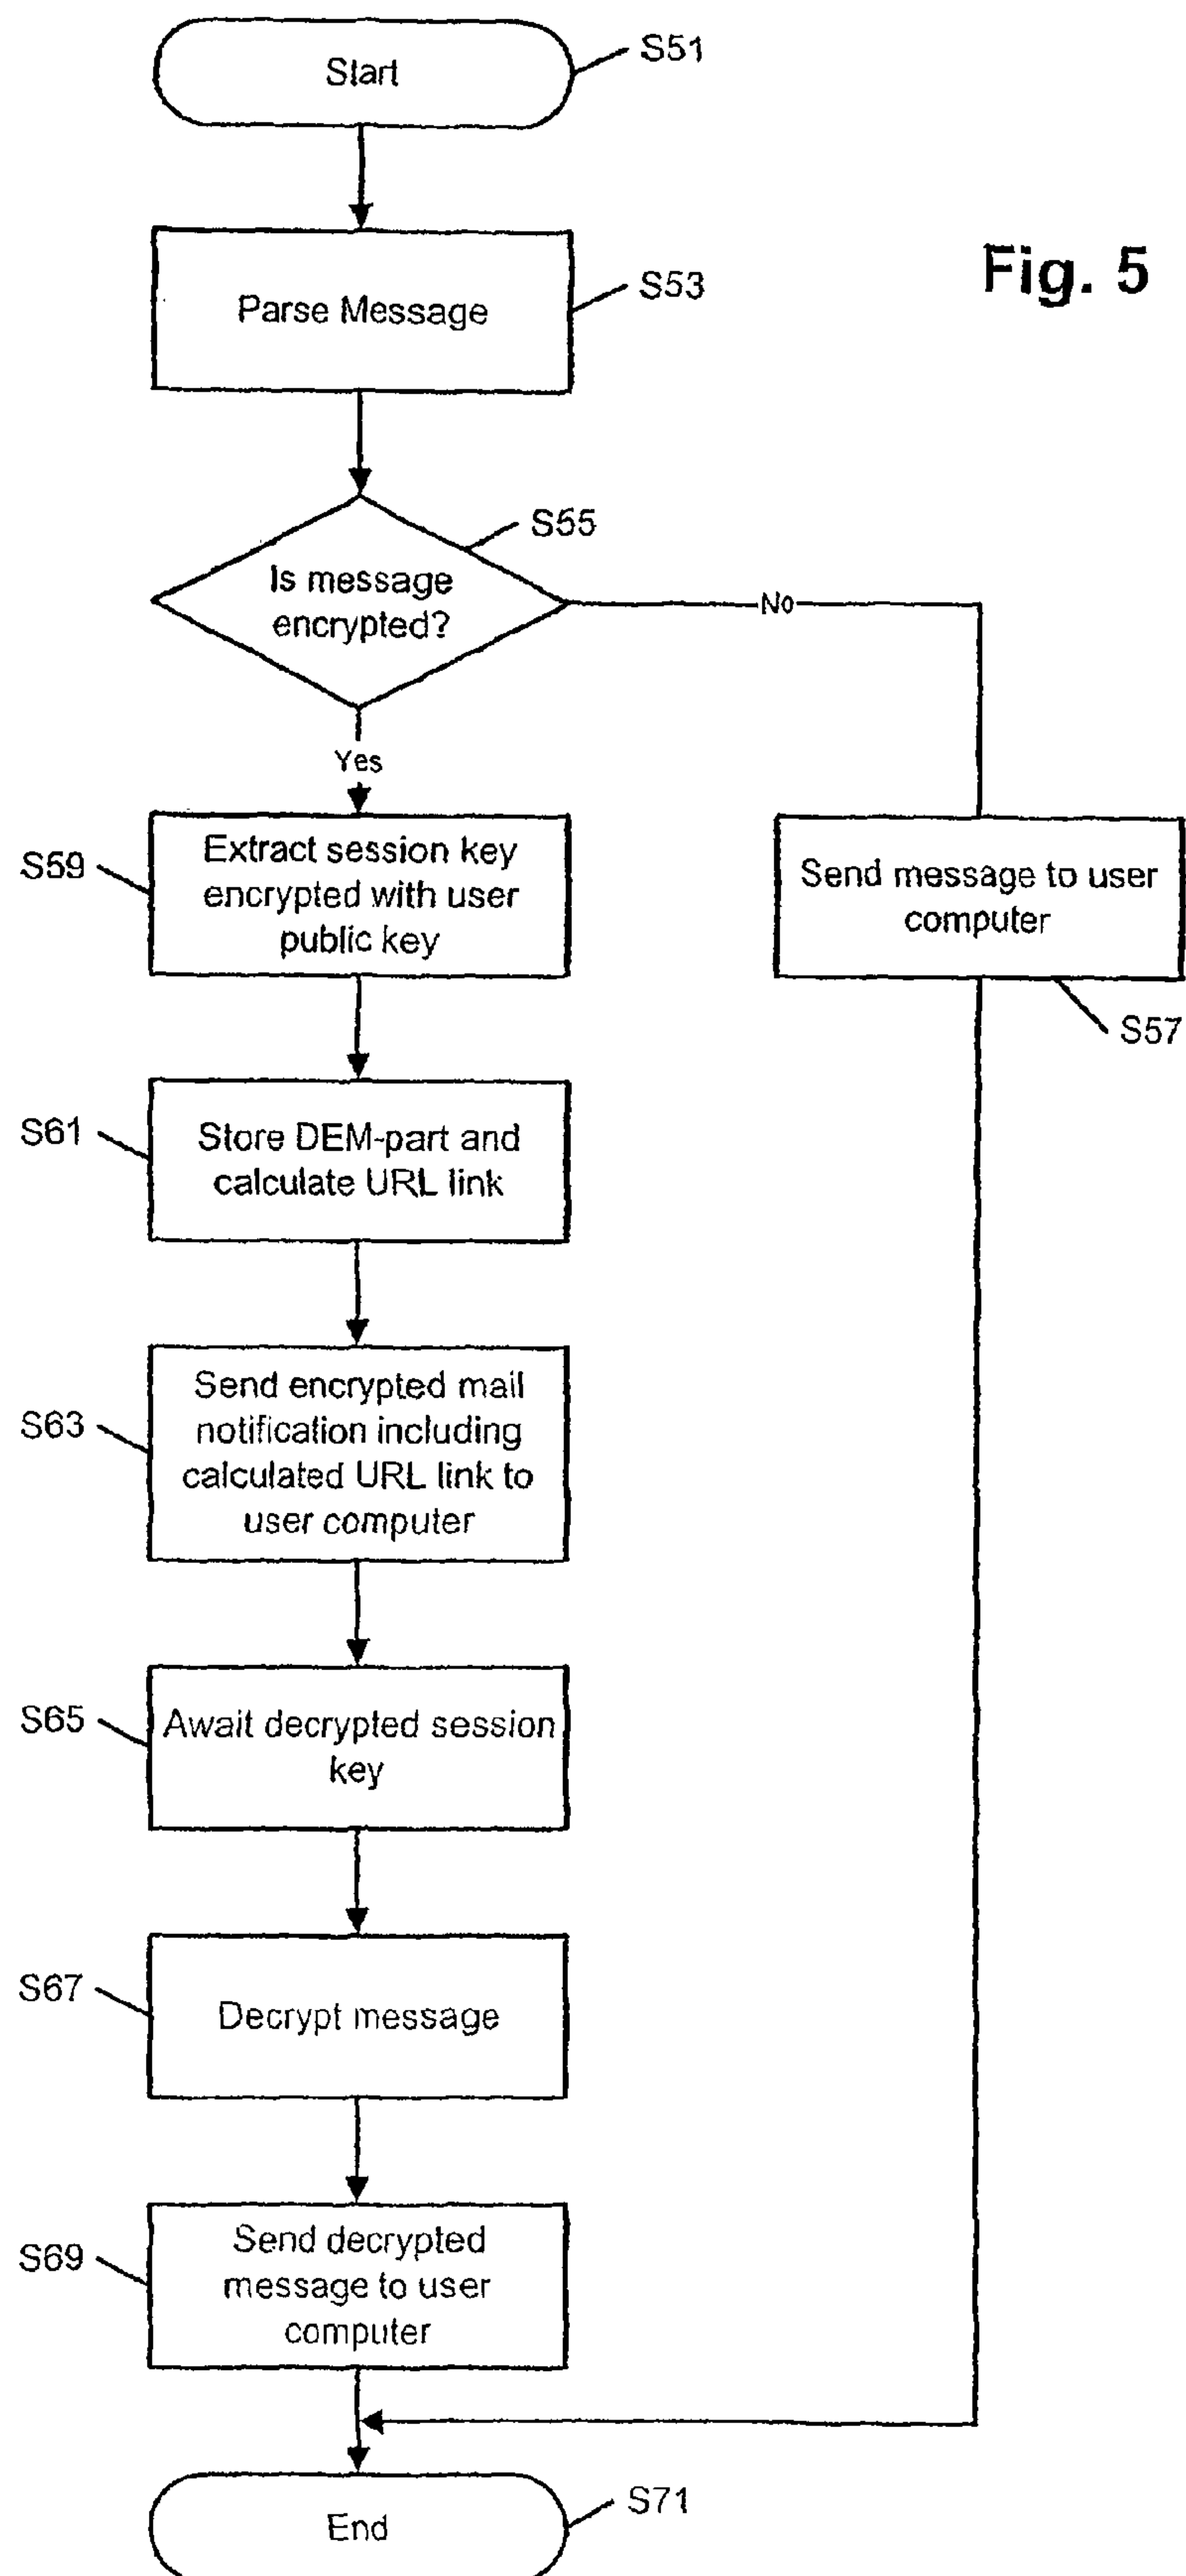 Start
S51
Fig. 5
Parse Message
S53
S55
Is message
encrypted?
No
Yes
S59
Extract session key
encrypted with user
public key
Send message to user
computer
S57
S61
Store DEM-part and
calculate URL link
S63
Send encrypted mail
notification including
calculated URL link to
user computer
S65
Await decrypted session
key
S67
Decrypt message
S69
Send decrypted
message to user
computer
End
S71